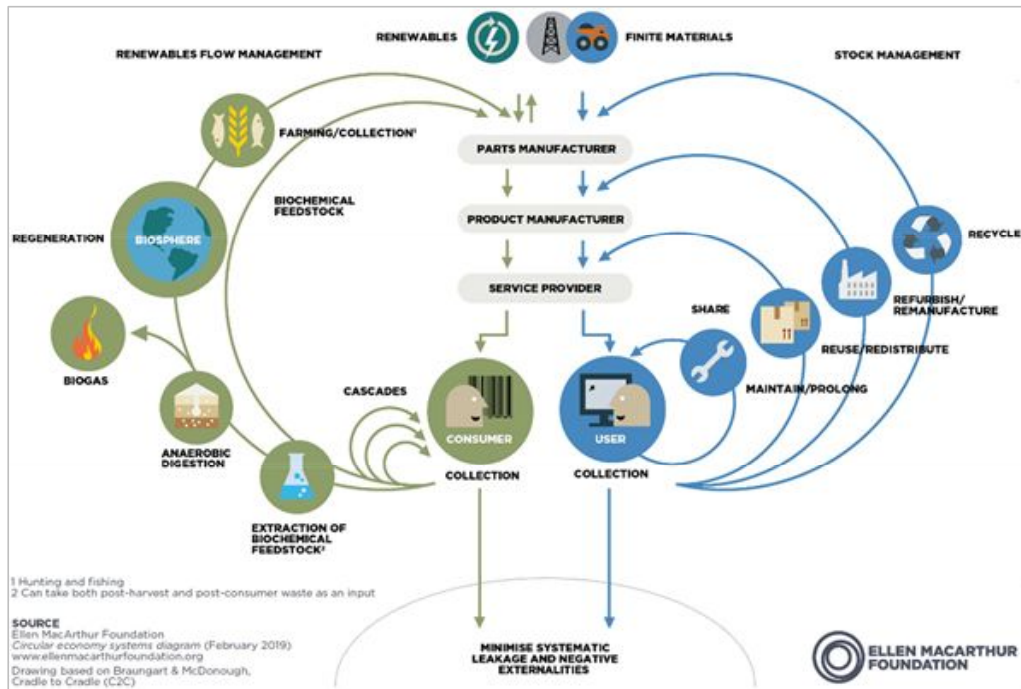 RENEWABLES
FINITE MATERIALS
RENEWABLES FLOW MANAGEMENT
STOCK MANAGEMENT
FARMING/COLLECTION¹
PARTS MANUFACTURER
BIOCHEMICAL
FEEDSTOCK
REGENERATION
BIOSPHERE
PRODUCT MANUFACTURER
RECYCLE
SERVICE PROVIDER
SHARE
REFURBISH/
REMANUFACTURE
REUSE/REDISTRIBUTE
BIOGAS
CASCADES
MAINTAIN/PROLONG
CONSUMER
USER
ANAEROBIC
DIGESTION
COLLECTION
COLLECTION
EXTRACTION OF
BIOCHEMICAL
FEEDSTOCK²
1 Hunting and fishing
2 Can take both post-harvest and post-consumer waste as an input
SOURCE
Ellen MacArthur Foundation
Circular economy systems diagram (February 2019)
www.ellenmacarthurfoundation.org
Drawing based on Braungart & McDonough,
Cradle to Cradle (C2C)
MINIMISE SYSTEMATIC
LEAKAGE AND NEGATIVE
EXTERNALITIES
ELLEN MACARTHUR
FOUNDATION